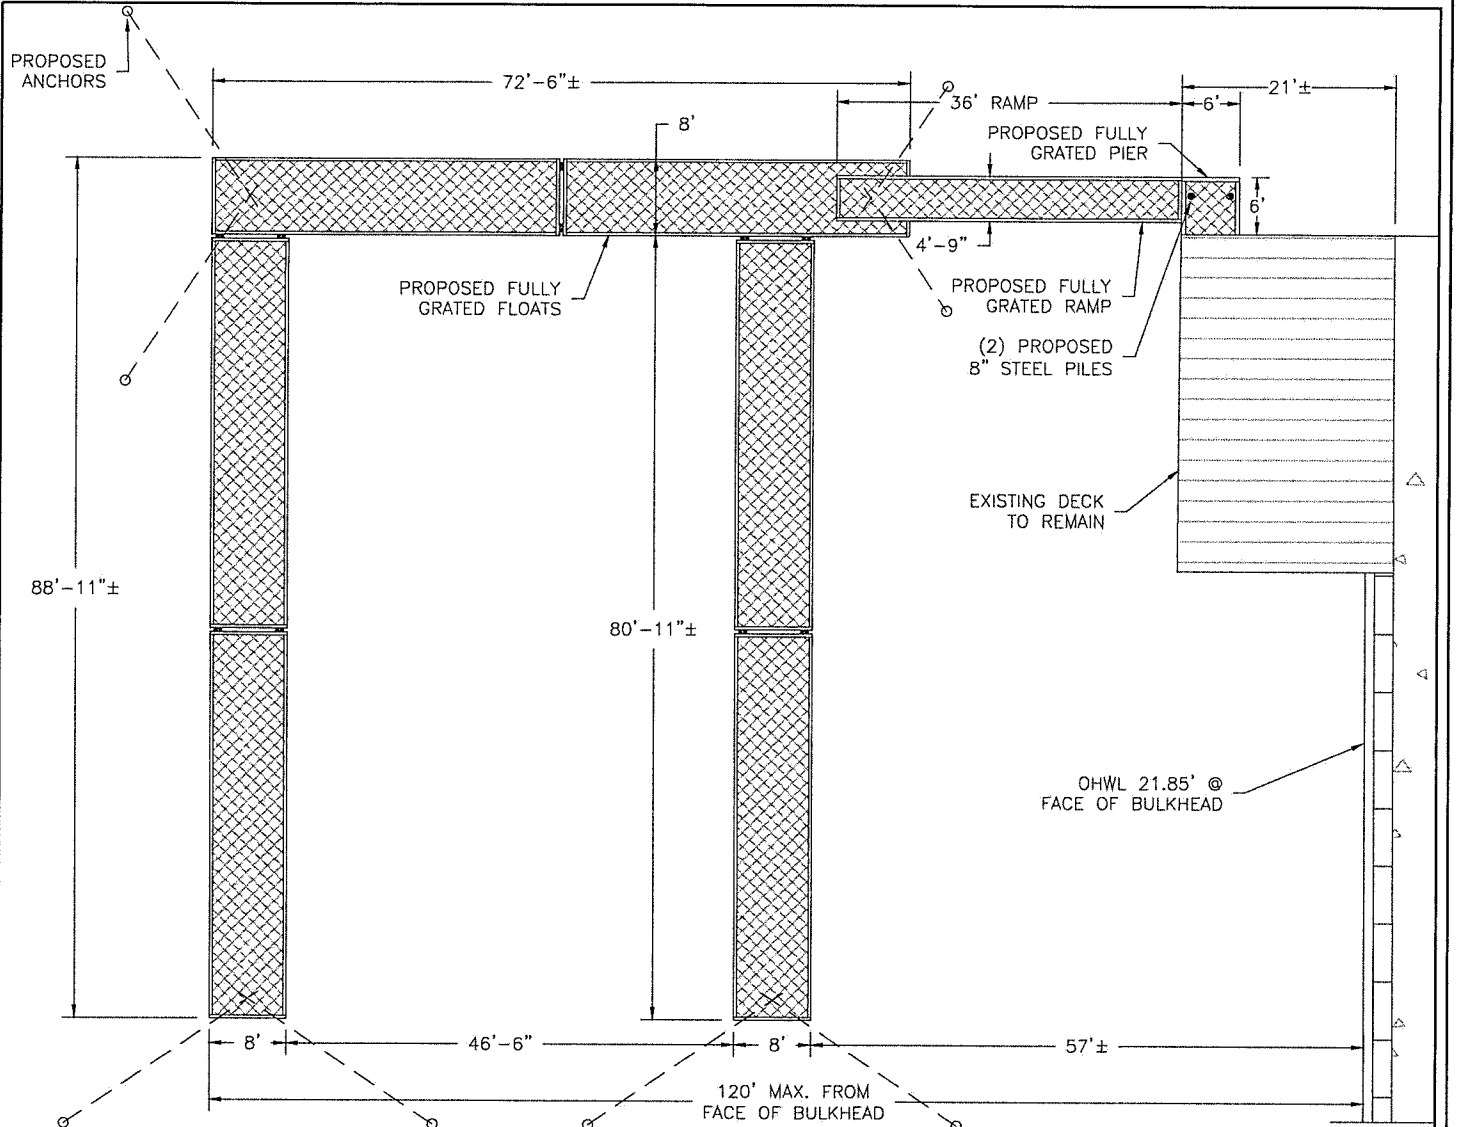 PROPOSED
ANCHORS
72'-6"±
36' RAMP
6'
21'±
8'
PROPOSED FULLY
GRATED PIER
6'
4'-9"
PROPOSED FULLY
GRATED FLOATS
PROPOSED FULLY
GRATED RAMP
(2) PROPOSED
8" STEEL PILES
EXISTING DECK
TO REMAIN
88'-11"±
80'-11"±
OHWL 21.85' @
FACE OF BULKHEAD
8'
46'-6"
8'
57'±
120' MAX. FROM
FACE OF BULKHEAD